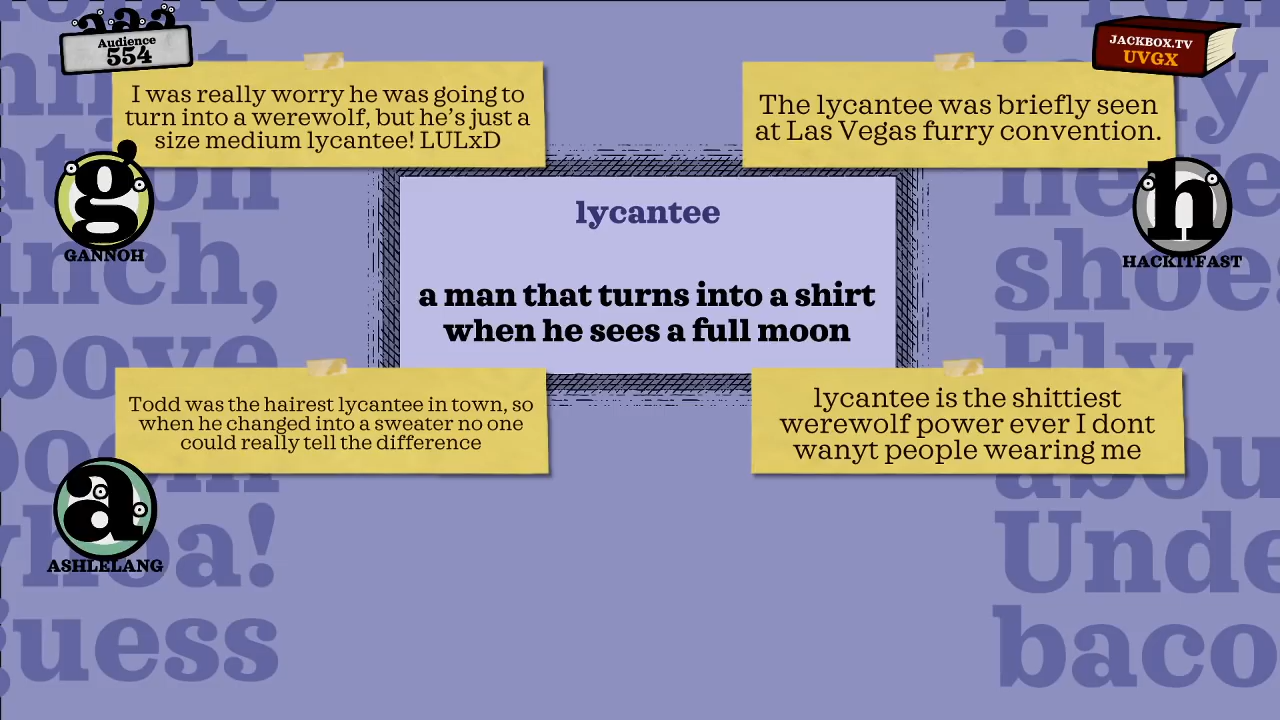 Audience
554
JACKBOX.TV
UVGX
I was really worry he was going to
turn into a werewolf, but he's just a
size medium lycantee! LULxD
g
GANNOH
The lycantee was briefly seen
at Las Vegas furry convention.
h
HACKITFAST
lycantee
a man that turns into a shirt
when he sees a full moon
Todd was the hairest lycantee in town, so
when he changed into a sweater no one
could really tell the difference
a
ASHLELANG
lycantee is the shittiest
werewolf power ever I dont
wanyt people wearing me
inch,
guess
Unde
baco